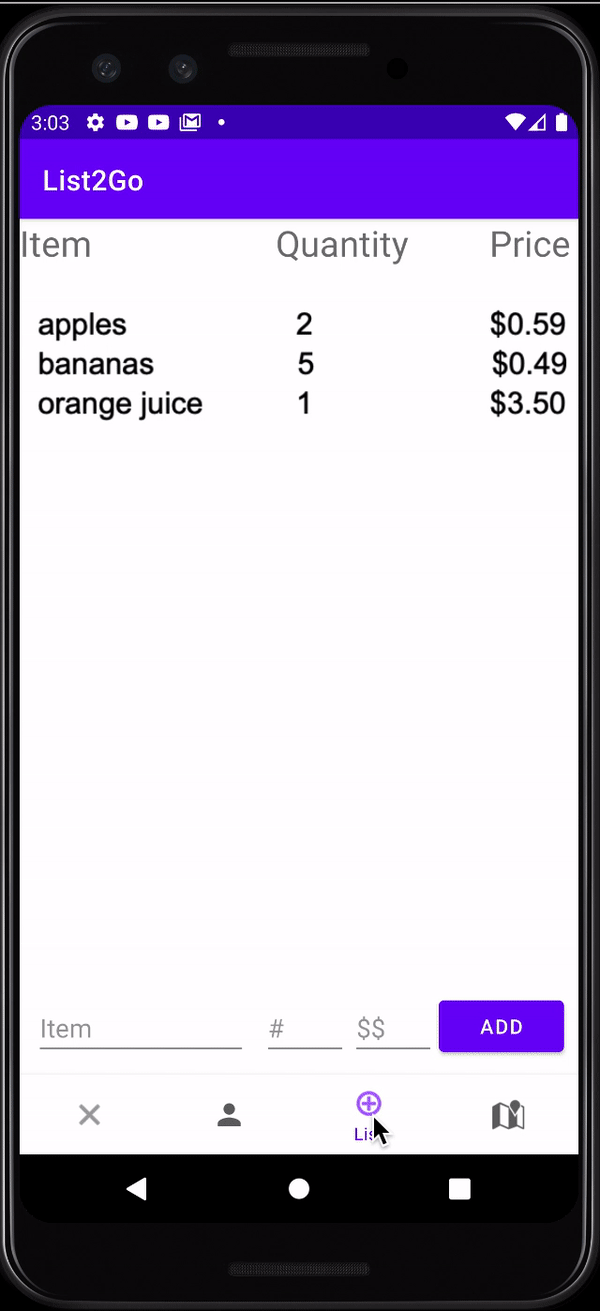 3:03
List2Go
Item Quantity Price
apples 2 $0.59
bananas 5 $0.49
orange juice 1 $3.50
Item # $$ ADD